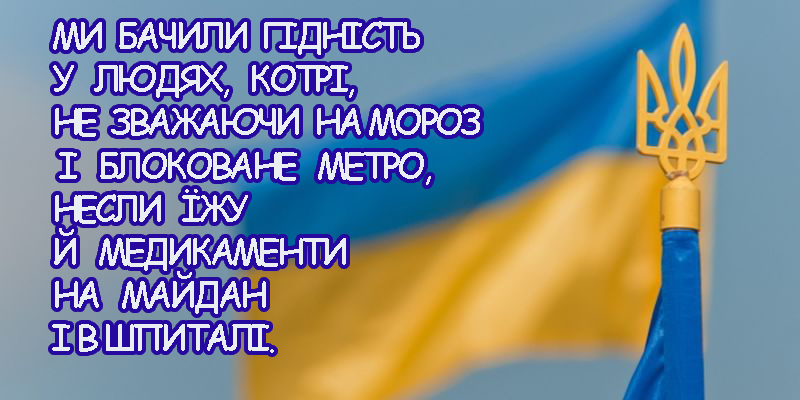 МИ БАЧИЛИ ГІДНІСТЬ
У ЛЮДЯХ, КОТРІ,
НЕ ЗВАЖАЮЧИ НА МОРОЗ
І БЛОКОВАНЕ МЕТРО,
НЕСЛИ ЇЖУ
Й МЕДИКАМЕНТИ
НА МАЙДАН
І В ШПИТАЛІ.